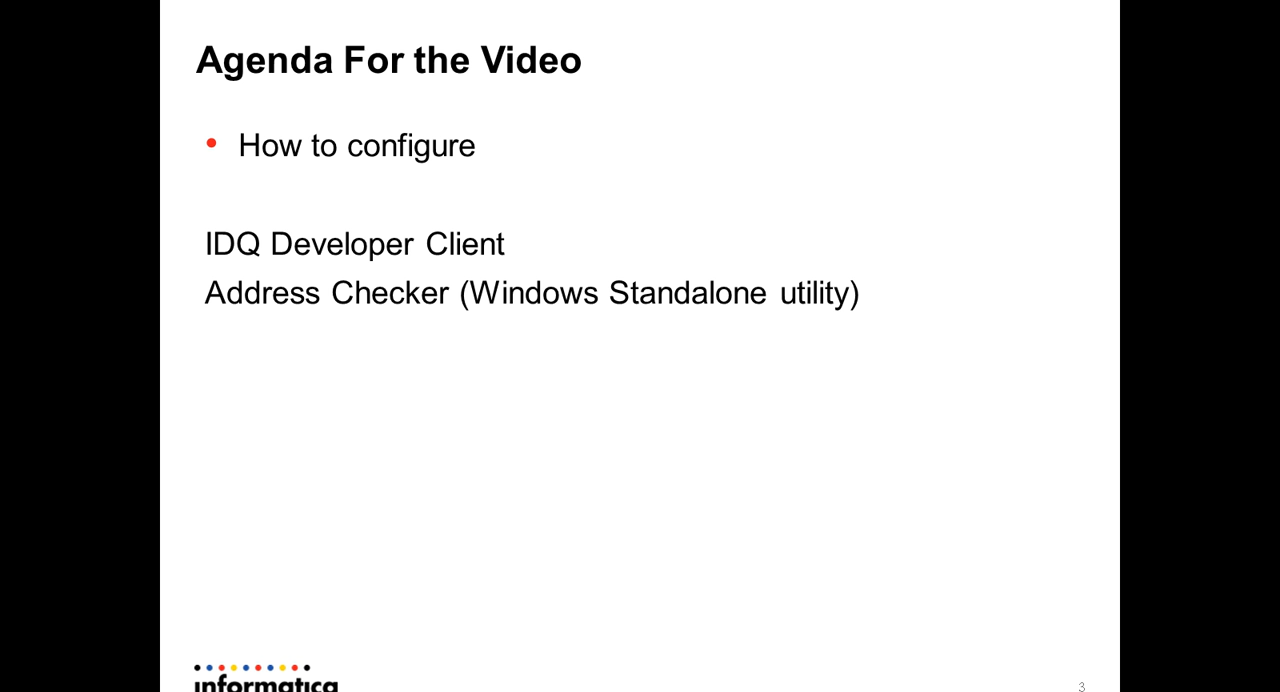 Agenda For the Video
• How to configure
IDQ Developer Client
Address Checker (Windows Standalone utility)
informatica
3